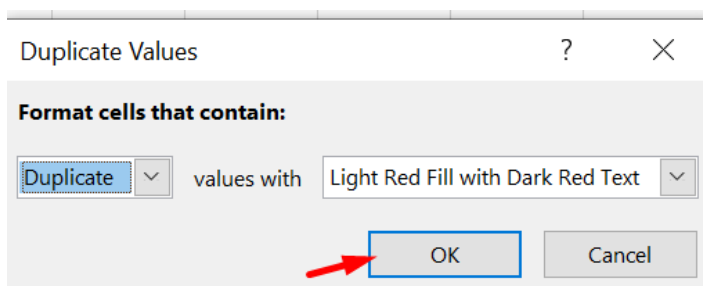 Duplicate Values ?
Format cells that contain:
Duplicate values with Light Red Fill with Dark Red Text
OK Cancel